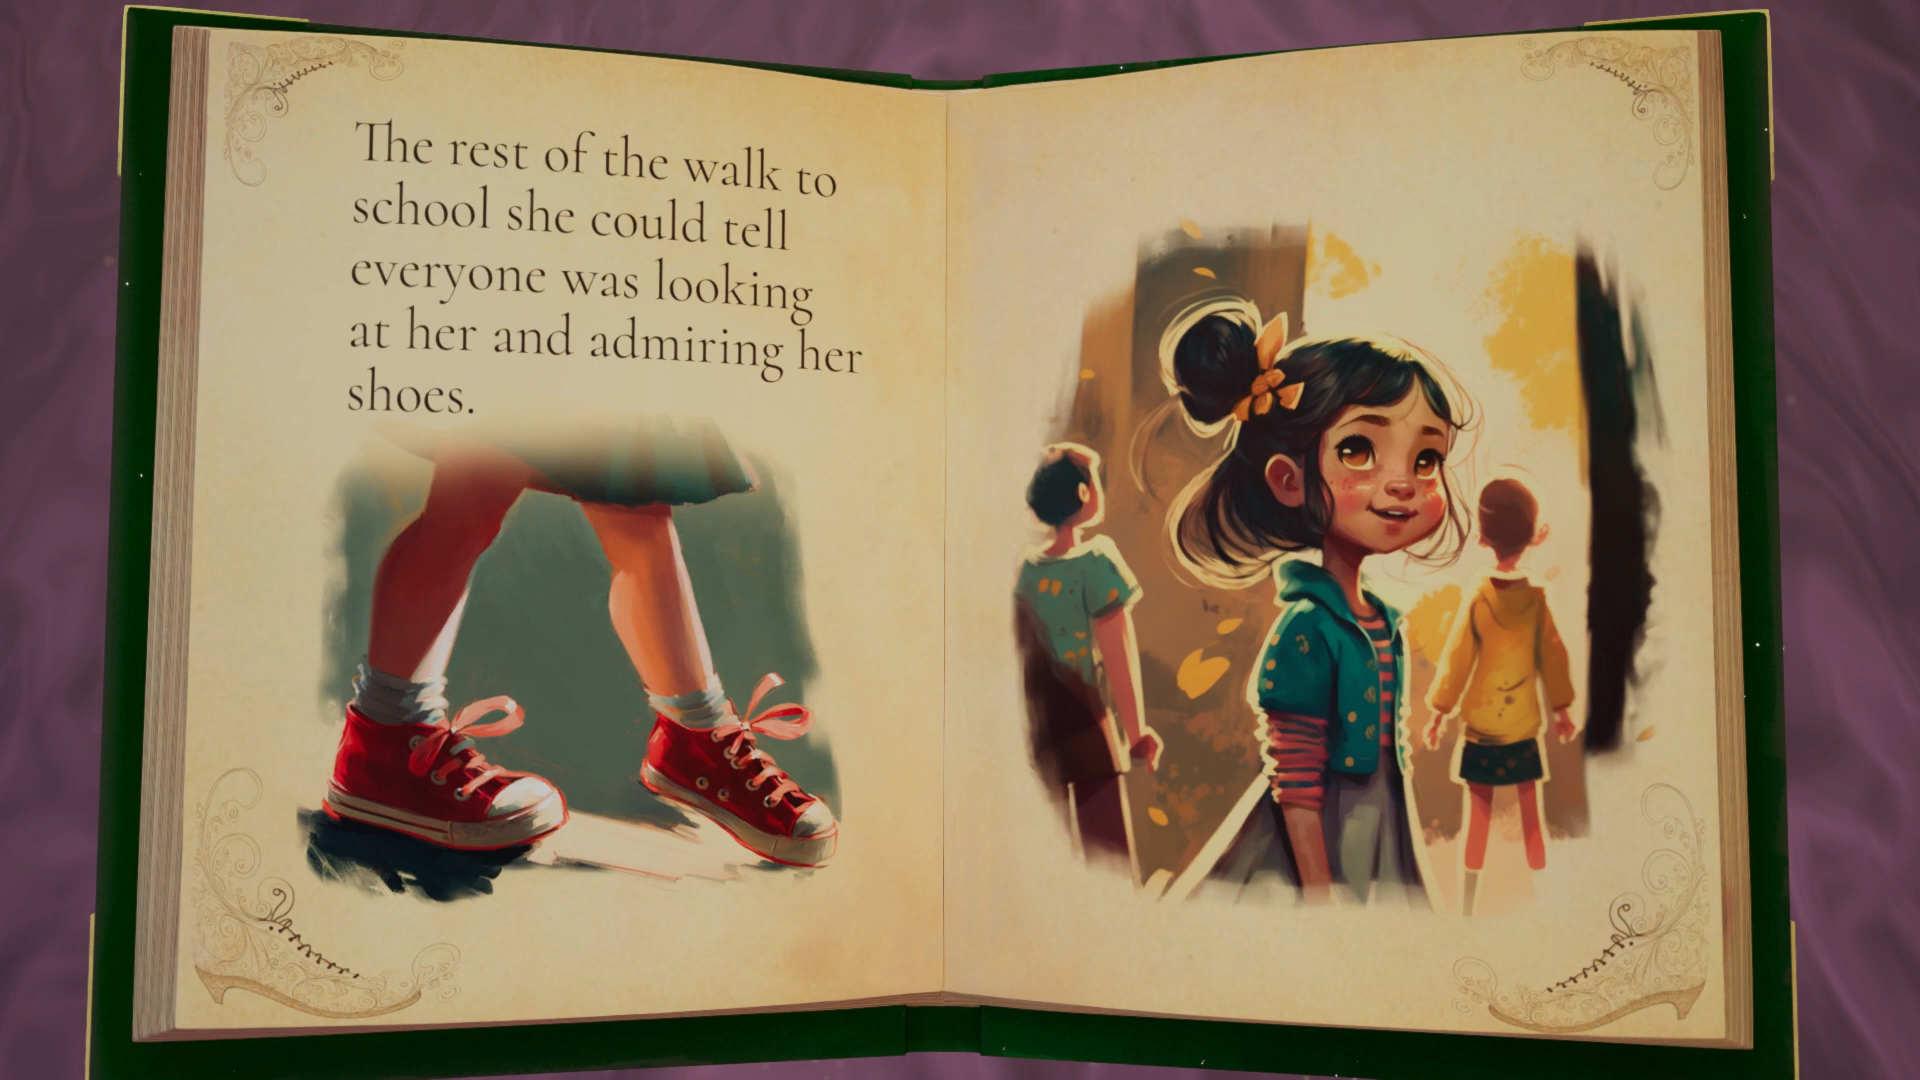 The rest of the walk to
school she could tell
everyone was looking
at her and admiring her
shoes.